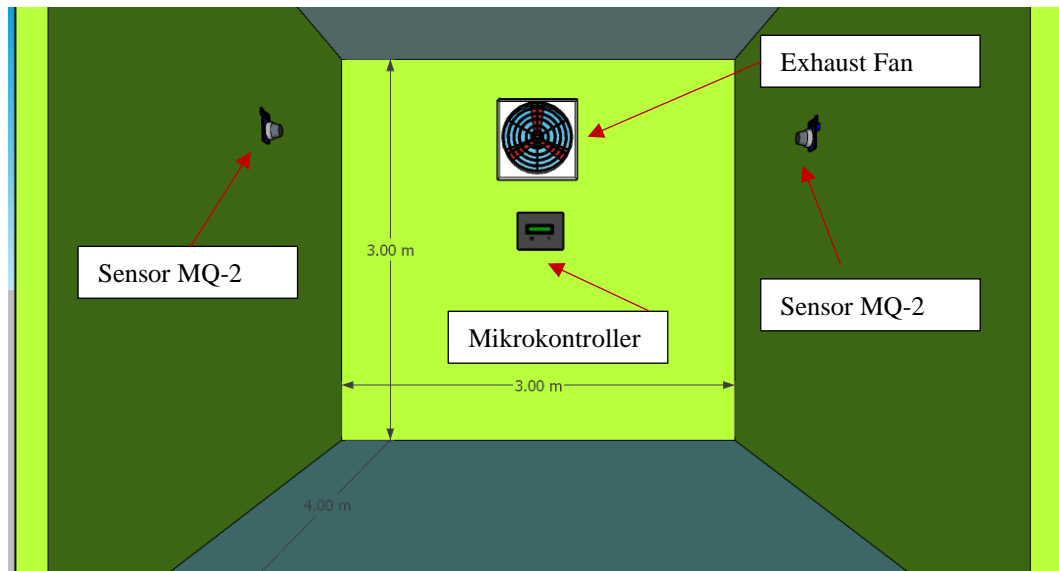 Exhaust Fan
3.00 m
Sensor MQ-2
Sensor MQ-2
Mikrokontroller
3.00 m
4.00 m